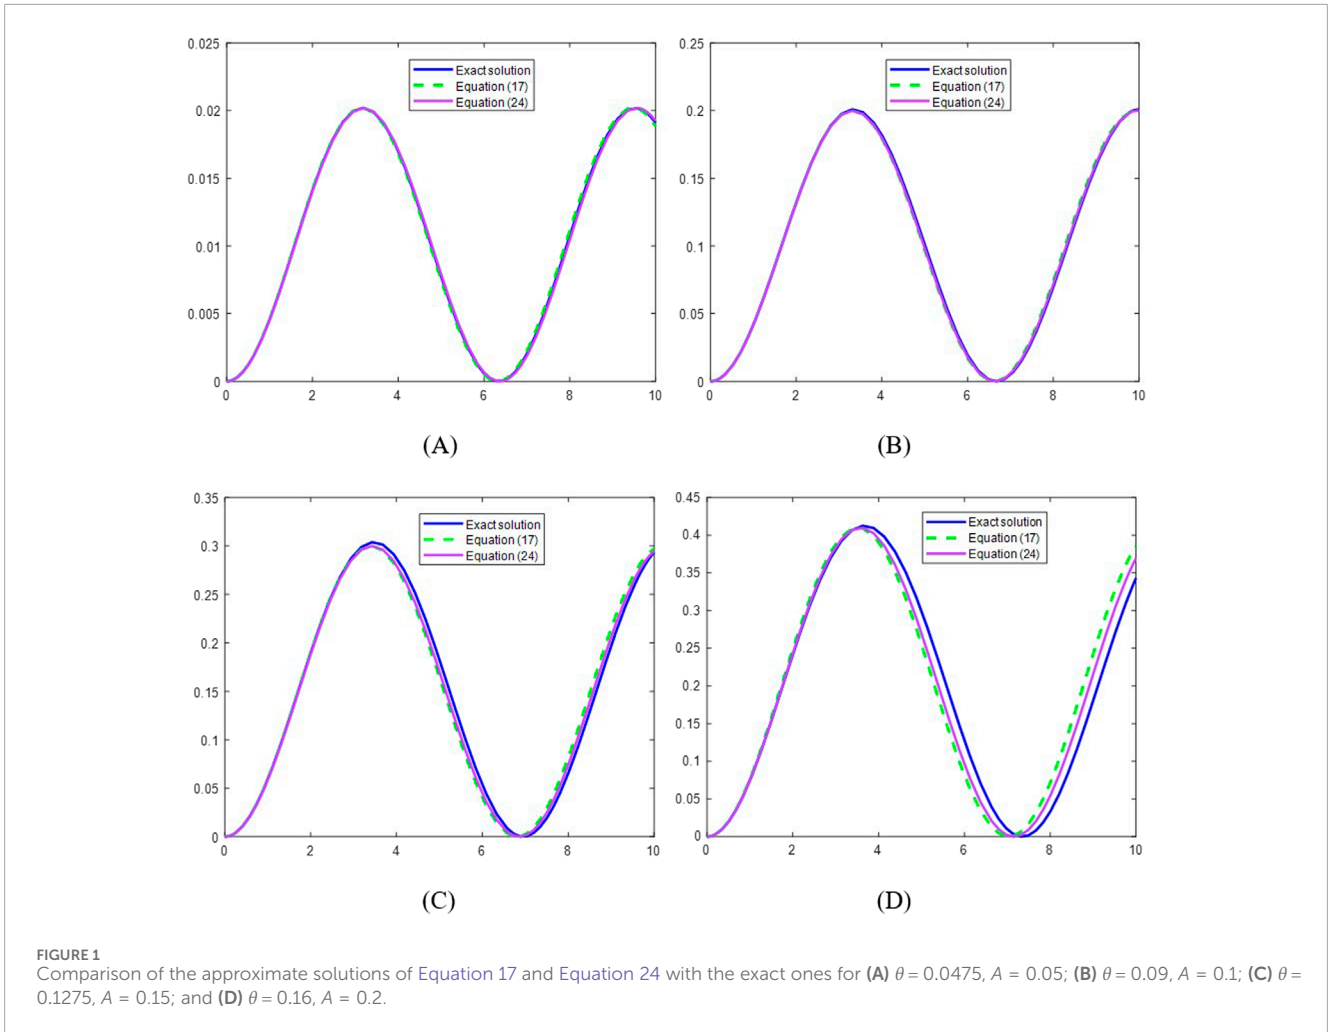 0.025
0.02
0.015
0.01
0.005
0
0 2 4 6 8 10
Exact solution
Equation (17)
Equation (24)
(A)
0.25
0.2
0.15
0.1
0.05
0
0 2 4 6 8 10
Exact solution
Equation (17)
Equation (24)
(B)
0.35
0.3
0.25
0.2
0.15
0.1
0.05
0
0 2 4 6 8 10
Exact solution
Equation (17)
Equation (24)
(C)
0.45
0.4
0.35
0.3
0.25
0.2
0.15
0.1
0.05
0
0 2 4 6 8 10
Exact solution
Equation (17)
Equation (24)
(D)
FIGURE 1
Comparison of the approximate solutions of Equation 17 and Equation 24 with the exact ones for (A) θ = 0.0475, A = 0.05; (B) θ = 0.09, A = 0.1; (C) θ =
0.1275, A = 0.15; and (D) θ = 0.16, A = 0.2.